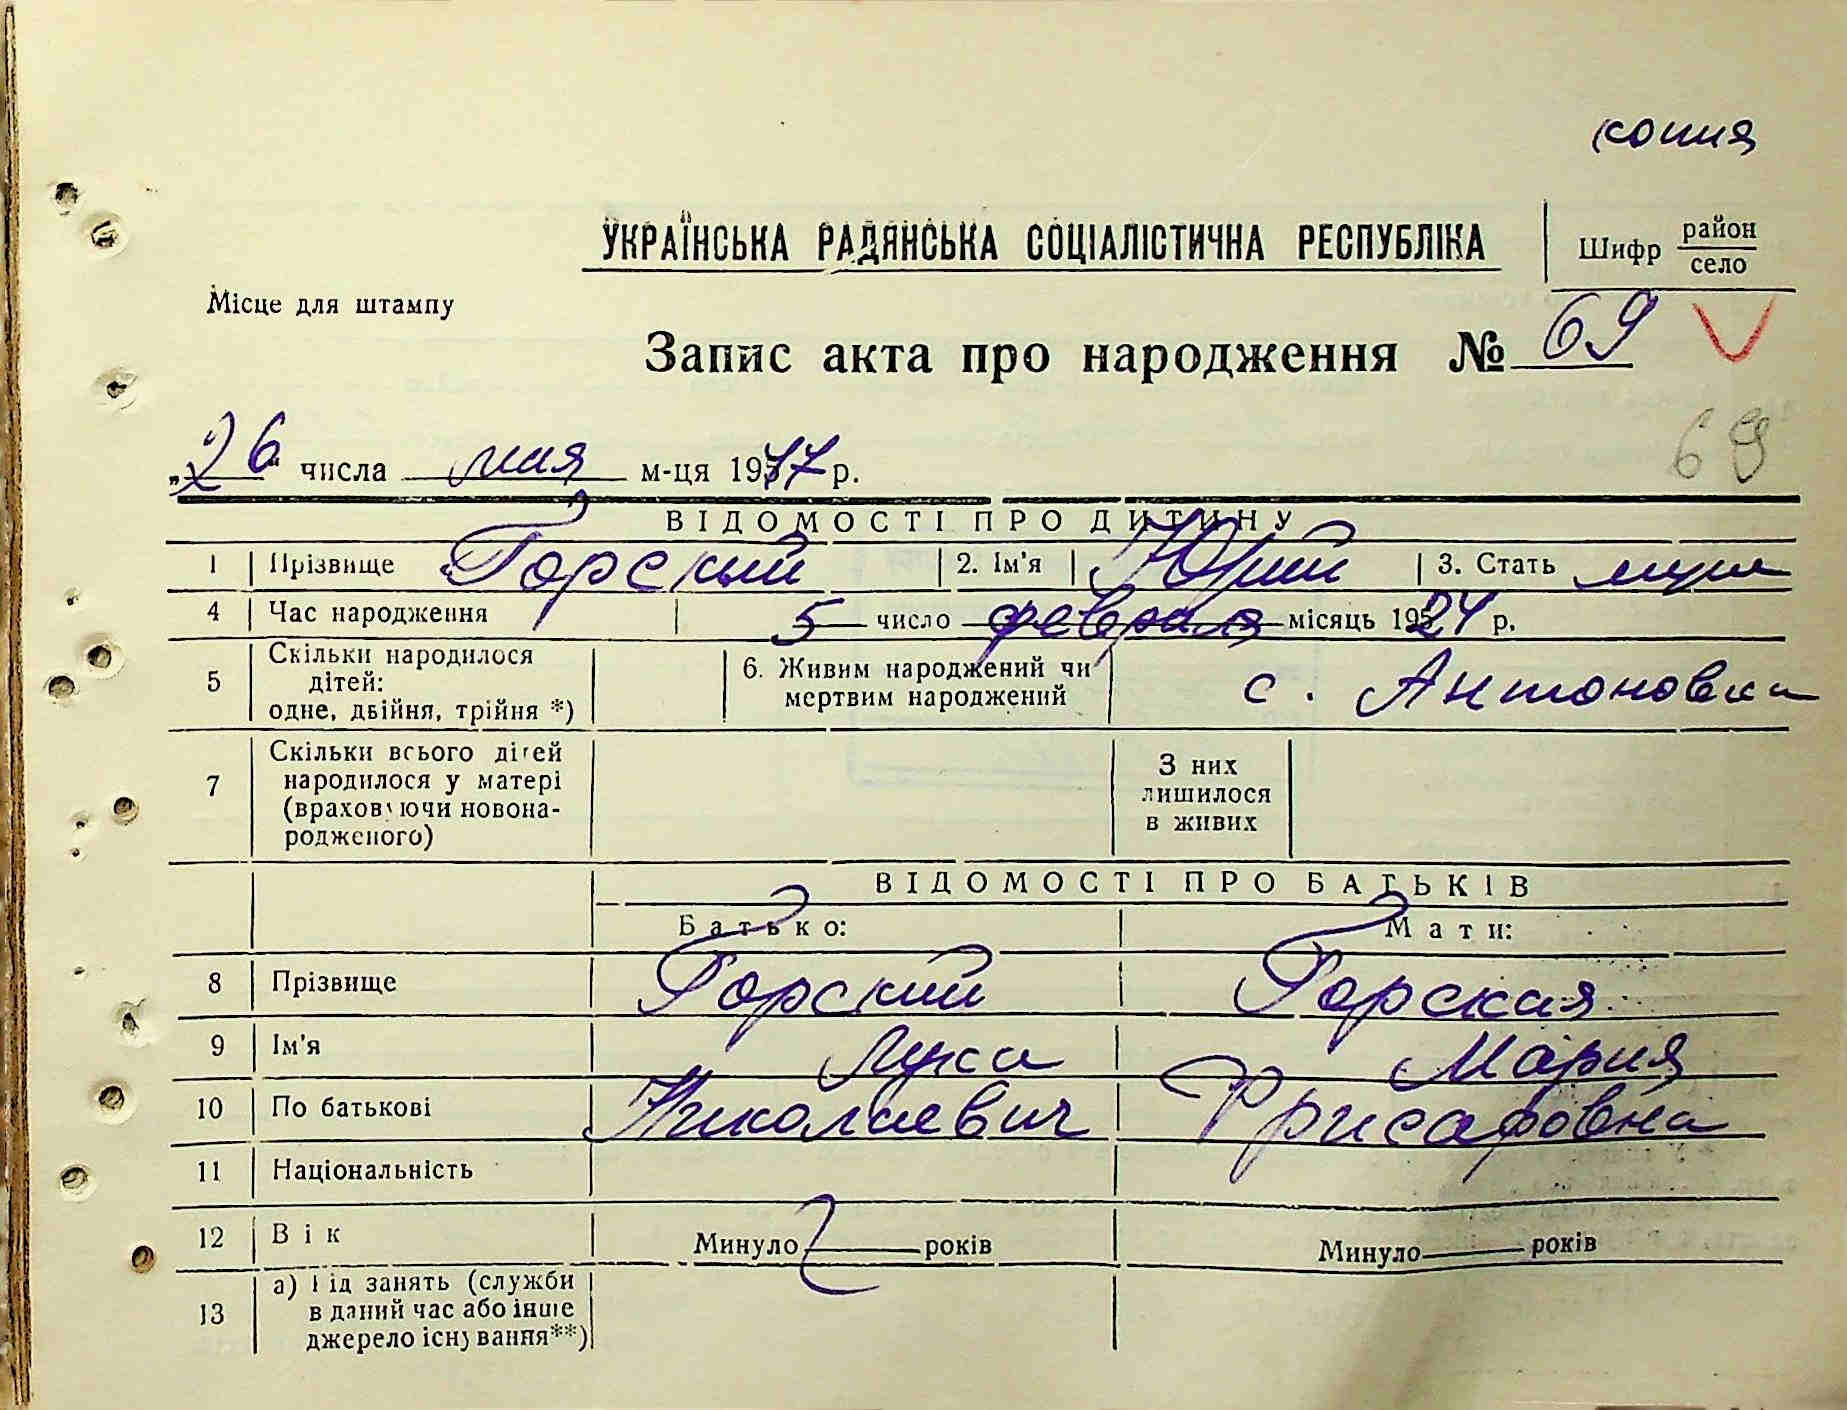 копия
УКРАЇНСЬКА РАДЯНСЬКА СОЦІАЛІСТИЧНА РЕСПУБЛІКА
Шифр район
село
Місце для штампу
Запис акта про народження № 69
69
„26“ числа мая м-ця 1977 р.
ВІДОМОСТІ ПРО ДИТИНУ
1 Прізвище Горский 2. Ім'я Юрий 3. Стать муж
4 Час народження 5 число февраля місяць 1924 р.
5 Скільки народилося дітей: одне, двійня, трійня *) 6. Живим народжений чи мертвим народжений с. Антоновка
7 Скільки всього дітей народилося у матері (враховуючи новонародженого) З них лишилося в живих
ВІДОМОСТІ ПРО БАТЬКІВ
Батько: Мати:
8 Прізвище Горский Горская
9 Ім'я Лука Мария
10 По батькові Николаевич
11 Національність
12 Вік Минуло року років Минуло років
13 а) Рід занять (служби в даний час або інше джерело існування**)